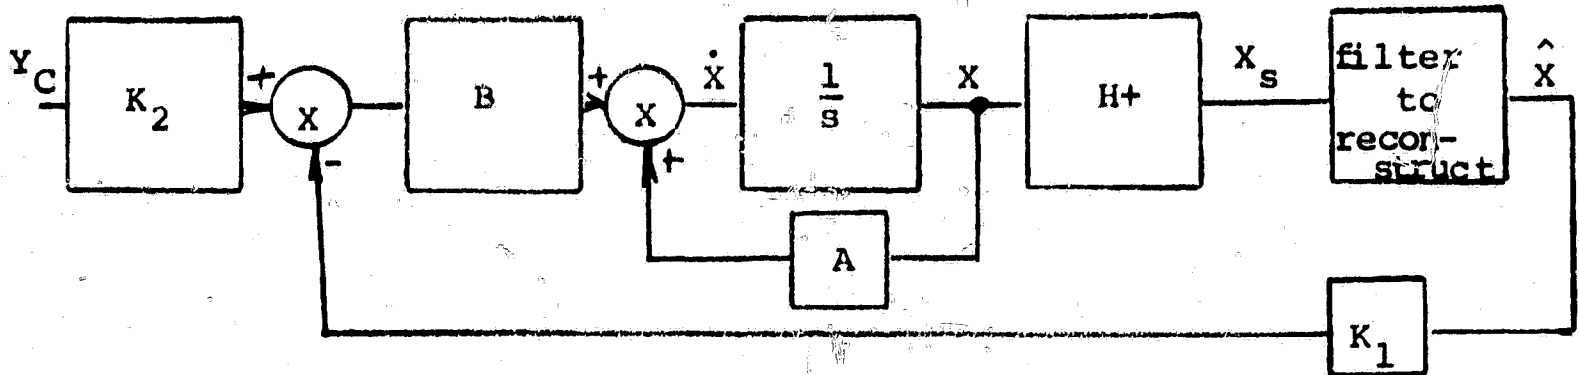 Y_C
K_2
+
X
-
B
+
X
+
Ẋ
1
s
X
A
H+
X_s
filter
to
recon-
struct
X̂
K_1